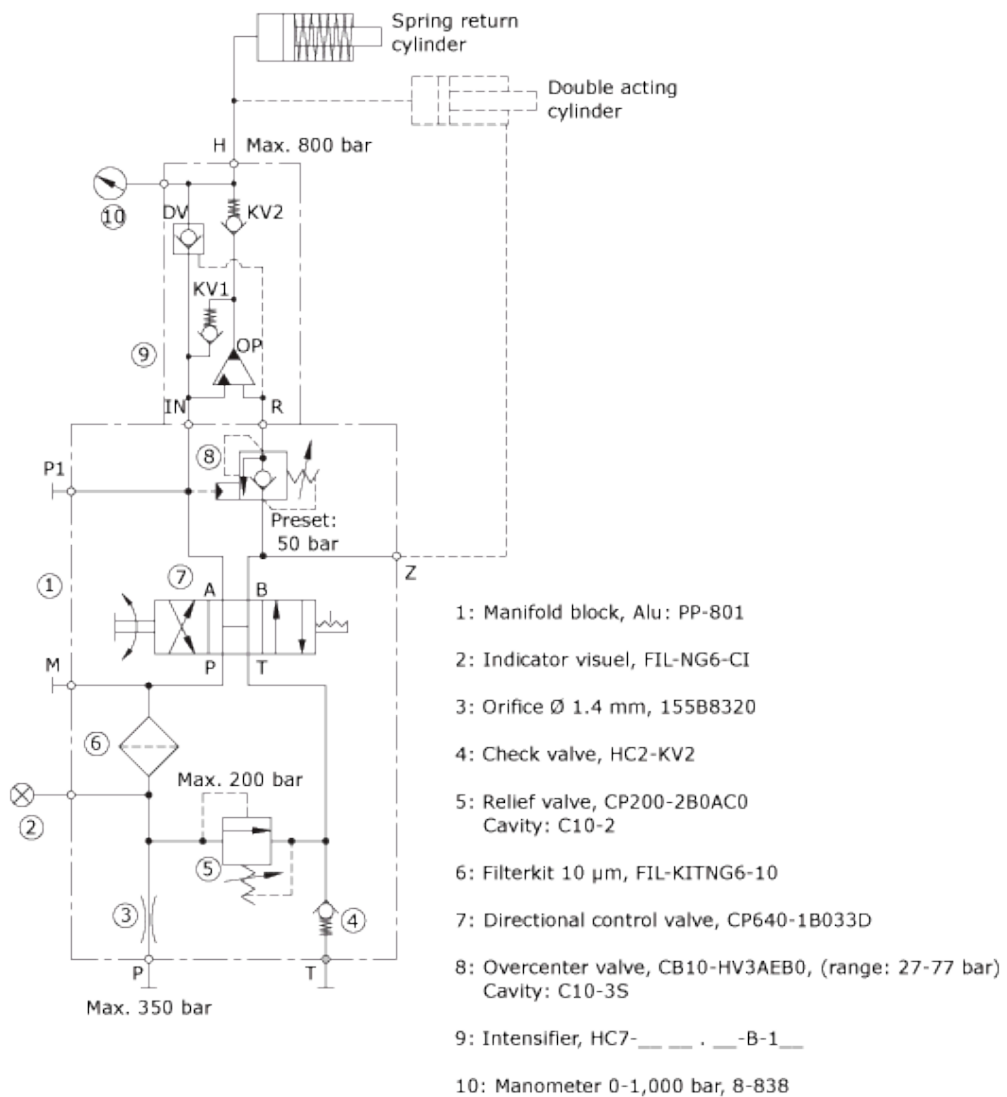 Spring return
cylinder
Double acting
cylinder
H Max. 800 bar
10
DV
KV2
KV1
OP
9
IN
R
8
P1
Preset:
50 bar
Z
1
7
A
B
P
T
M
6
Max. 200 bar
2
5
3
4
P
T
Max. 350 bar
1: Manifold block, Alu: PP-801
2: Indicator visuel, FIL-NG6-CI
3: Orifice Ø 1.4 mm, 155B8320
4: Check valve, HC2-KV2
5: Relief valve, CP200-2B0AC0
Cavity: C10-2
6: Filterkit 10 µm, FIL-KITNG6-10
7: Directional control valve, CP640-1B033D
8: Overcenter valve, CB10-HV3AEB0, (range: 27-77 bar)
Cavity: C10-3S
9: Intensifier, HC7-__ __ . __-B-1__
10: Manometer 0-1,000 bar, 8-838